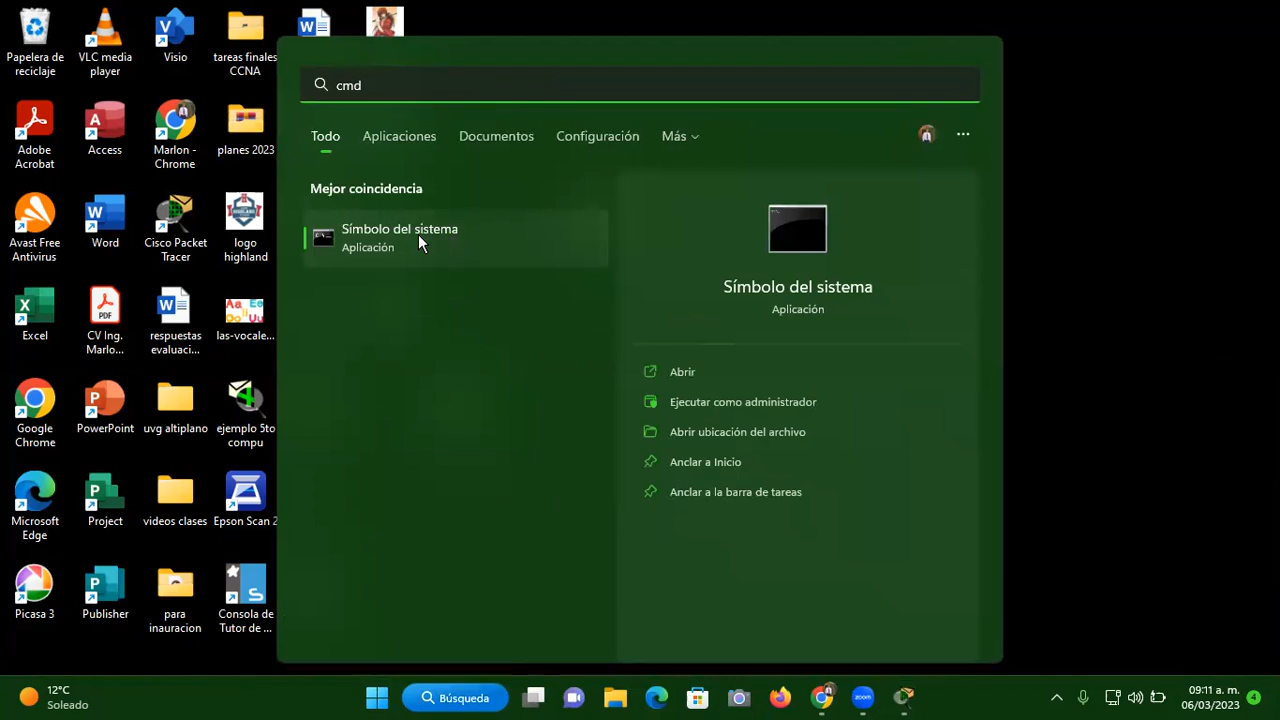 Papelera de
reciclaje
VLC media
player
Visio
tareas finales
CCNA
Adobe
Acrobat
Access
Marlon -
Chrome
planes 2023
Avast Free
Antivirus
Word
Cisco Packet
Tracer
logo
highland
Excel
CV Ing.
Marlo...
respuestas
evaluaci...
las-vocale...
Google
Chrome
PowerPoint
uvg altiplano
ejemplo 5to
compu
Microsoft
Edge
Project
videos clases
Epson Scan 2
Picasa 3
Publisher
para
inauracion
Consola de
Tutor de ...
cmd
Todo Aplicaciones Documentos Configuración Más
Mejor coincidencia
Símbolo del sistema
Aplicación
Símbolo del sistema
Aplicación
Abrir
Ejecutar como administrador
Abrir ubicación del archivo
Anclar a Inicio
Anclar a la barra de tareas
12°C
Soleado
Búsqueda
zoom
09:11 a. m.
06/03/2023
4